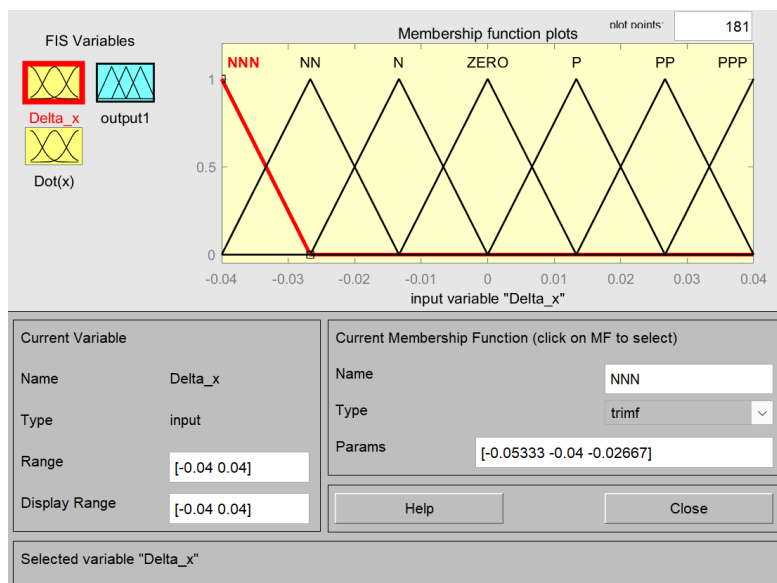 FIS Variables
Delta_x
output1
Dot(x)
Membership function plots
plot points:
181
NNN
NN
N
ZERO
P
PP
PPP
1
0.5
0
-0.04
-0.03
-0.02
-0.01
0
0.01
0.02
0.03
0.04
input variable "Delta_x"
Current Variable
Name
Delta_x
Type
input
Range
[-0.04 0.04]
Display Range
[-0.04 0.04]
Current Membership Function (click on MF to select)
Name
NNN
Type
trimf
Params
[-0.05333 -0.04 -0.02667]
Help
Close
Selected variable "Delta_x"